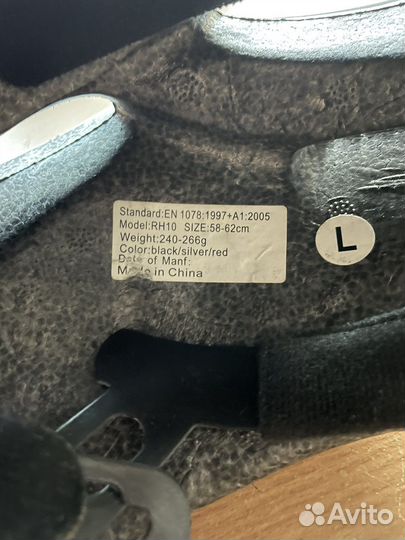 Standard:EN 1078:1997+A1:2005
Model:RH10 SIZE:58-62cm
Weight:240-266g
Color:black/silver/red
Date of Manf:
Made in China
L
Avito